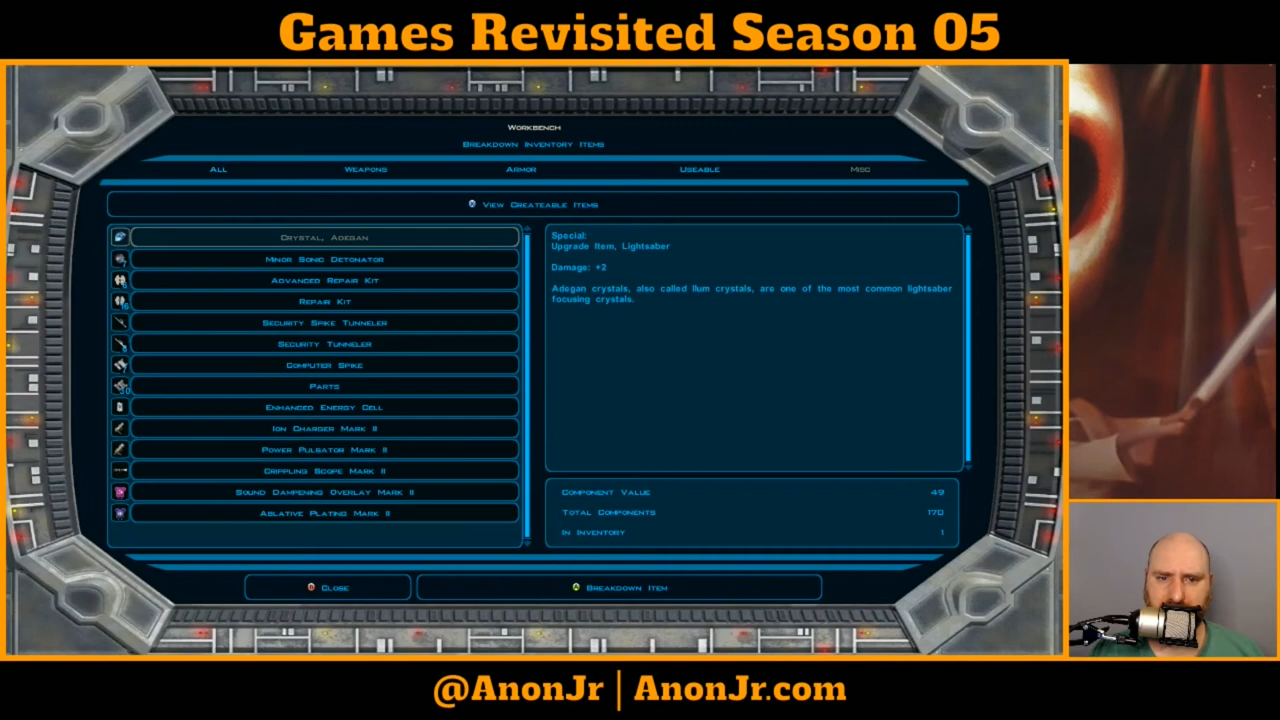 Games Revisited Season 05
Workbench
Breakdown Inventory Items
All
Weapons
Armor
Useable
Misc
View Createable Items
Crystal, Adegan
Minor Sonic Detonator
Advanced Repair Kit
Repair Kit
16
Security Spike Tunneler
Security Tunneler
Computer Spike
Parts
Enhanced Energy Cell
Ion Charger Mark II
Power Pulsator Mark II
Crippling Scope Mark II
Sound Dampening Overlay Mark II
Ablative Plating Mark II
Special:
Upgrade Item, Lightsaber
Damage: +2
Adegan crystals, also called Ilum crystals, are one of the most common lightsaber
focusing crystals.
Component Value 49
Total Components 170
In Inventory 1
B Close
A Breakdown Item
@AnonJr | AnonJr.com